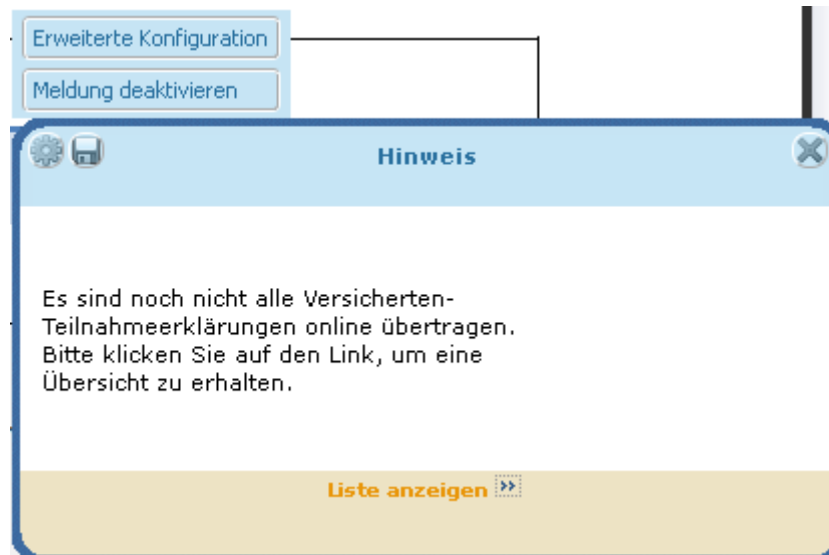 Erweiterte Konfiguration
Meldung deaktivieren
Hinweis
Es sind noch nicht alle Versicherten-
Teilnahmeerklärungen online übertragen.
Bitte klicken Sie auf den Link, um eine
Übersicht zu erhalten.
Liste anzeigen